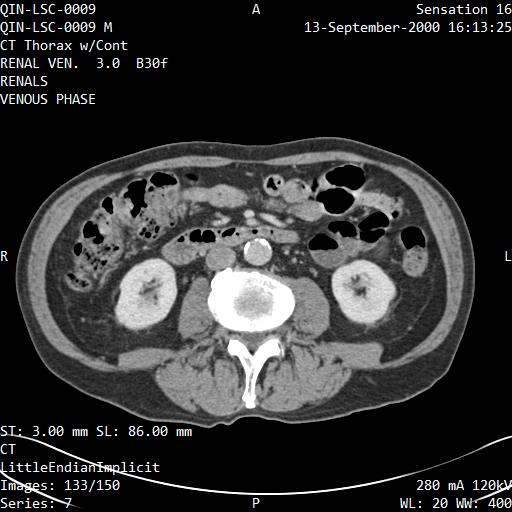 QIN-LSC-0009
A
Sensation 16
QIN-LSC-0009 M
13-September-2000 16:13:25
CT Thorax w/Cont
RENAL VEN. 3.0 B30f
RENALS
VENOUS PHASE
R
L
ST: 3.00 mm SL: 86.00 mm
CT
LittleEndianImplicit
Images: 133/150
280 mA 120kV
Series: 7
P
WL: 20 WW: 400